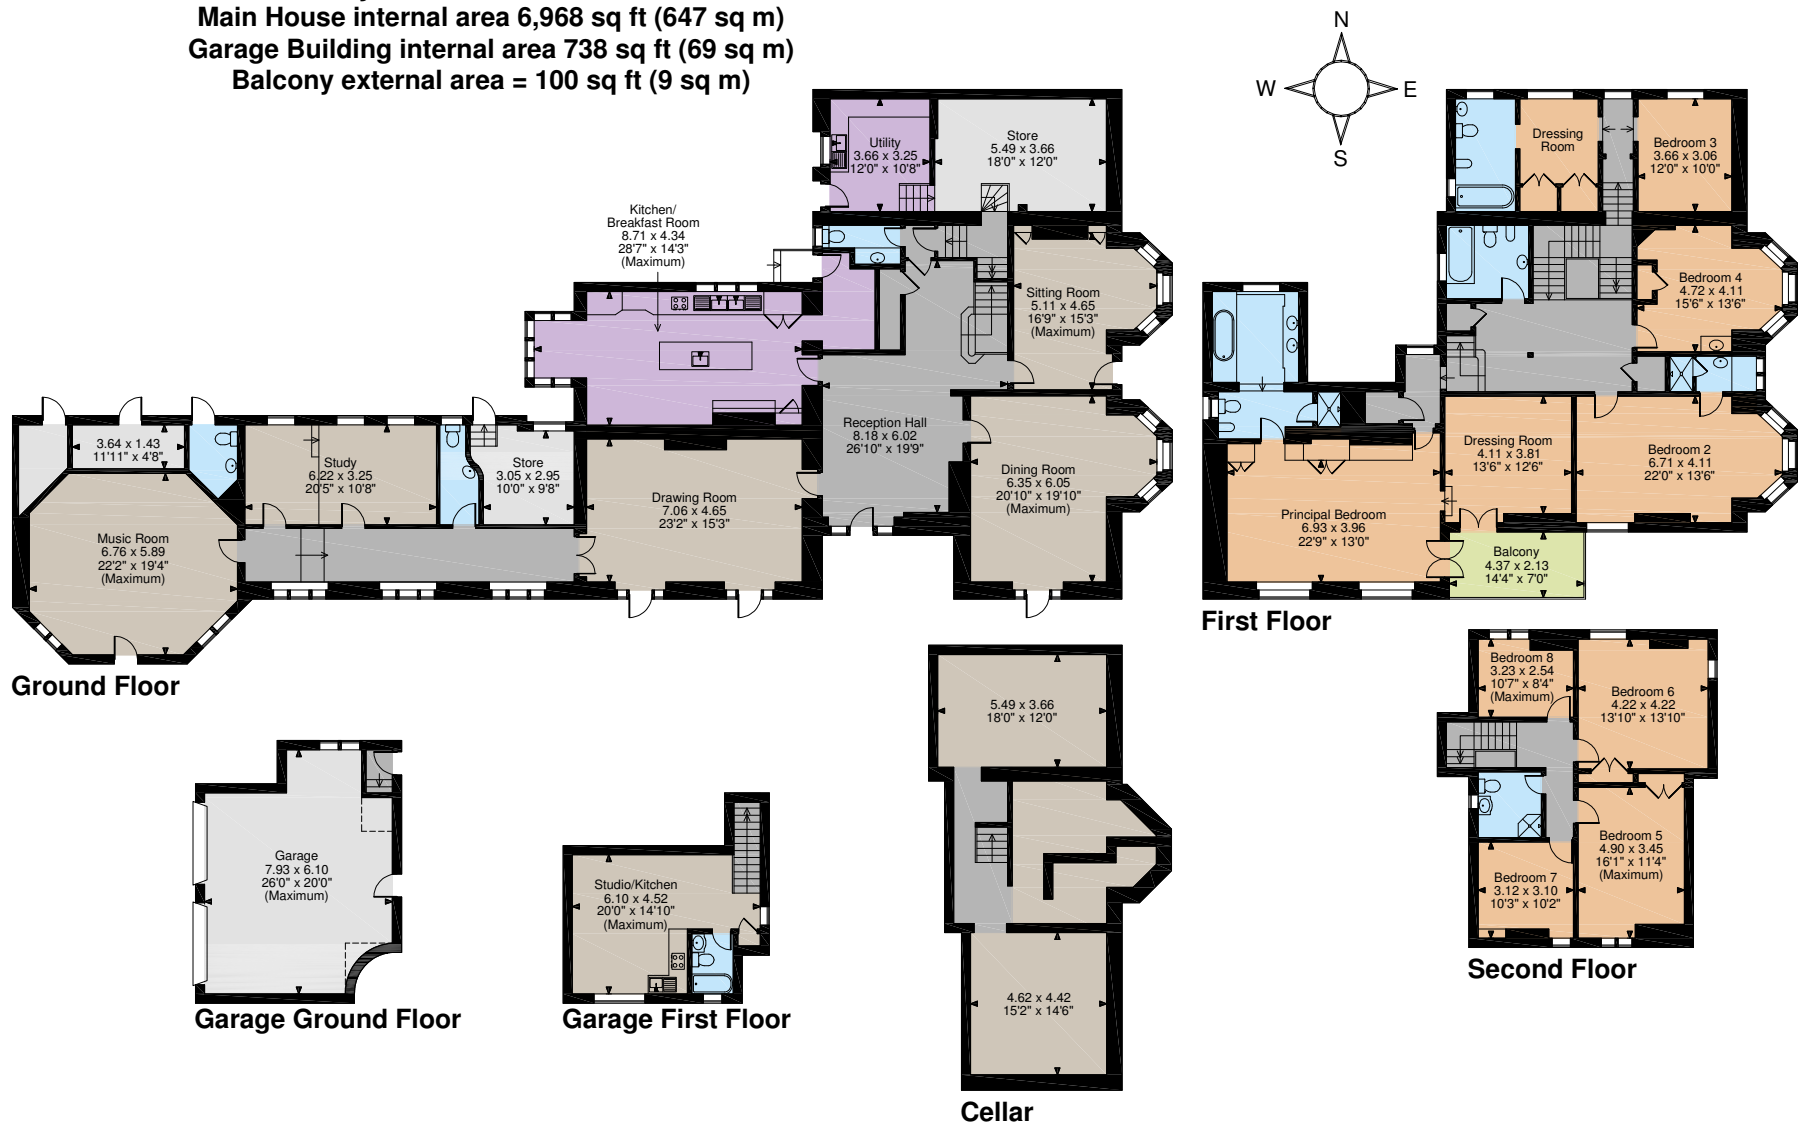 Main House internal area 6,968 sq ft (647 sq m)
Garage Building internal area 738 sq ft (69 sq m)
Balcony external area = 100 sq ft (9 sq m)
N
W
E
S
Utility
3.66 x 3.25
12'0" x 10'8"
Store
5.49 x 3.66
18'0" x 12'0"
Kitchen/
Breakfast Room
8.71 x 4.34
28'7" x 14'3"
(Maximum)
Sitting Room
5.11 x 4.65
16'9" x 15'3"
(Maximum)
3.64 x 1.43
11'11" x 4'8"
Study
6.22 x 3.25
20'5" x 10'8"
Store
3.05 x 2.95
10'0" x 9'8"
Reception Hall
8.18 x 6.02
26'10" x 19'9"
Dining Room
6.35 x 6.05
20'10" x 19'10"
(Maximum)
Drawing Room
7.06 x 4.65
23'2" x 15'3"
Music Room
6.76 x 5.89
22'2" x 19'4"
(Maximum)
Ground Floor
Dressing
Room
Bedroom 3
3.66 x 3.06
12'0" x 10'0"
Bedroom 4
4.72 x 4.11
15'6" x 13'6"
Dressing Room
4.11 x 3.81
13'6" x 12'6"
Bedroom 2
6.71 x 4.11
22'0" x 13'6"
Principal Bedroom
6.93 x 3.96
22'9" x 13'0"
Balcony
4.37 x 2.13
14'4" x 7'0"
First Floor
Bedroom 8
3.23 x 2.54
10'7" x 8'4"
(Maximum)
Bedroom 6
4.22 x 4.22
13'10" x 13'10"
Bedroom 5
4.90 x 3.45
16'1" x 11'4"
(Maximum)
Bedroom 7
3.12 x 3.10
10'3" x 10'2"
Second Floor
Garage
7.93 x 6.10
26'0" x 20'0"
(Maximum)
Garage Ground Floor
Studio/Kitchen
6.10 x 4.52
20'0" x 14'10"
(Maximum)
Garage First Floor
5.49 x 3.66
18'0" x 12'0"
4.62 x 4.42
15'2" x 14'6"
Cellar